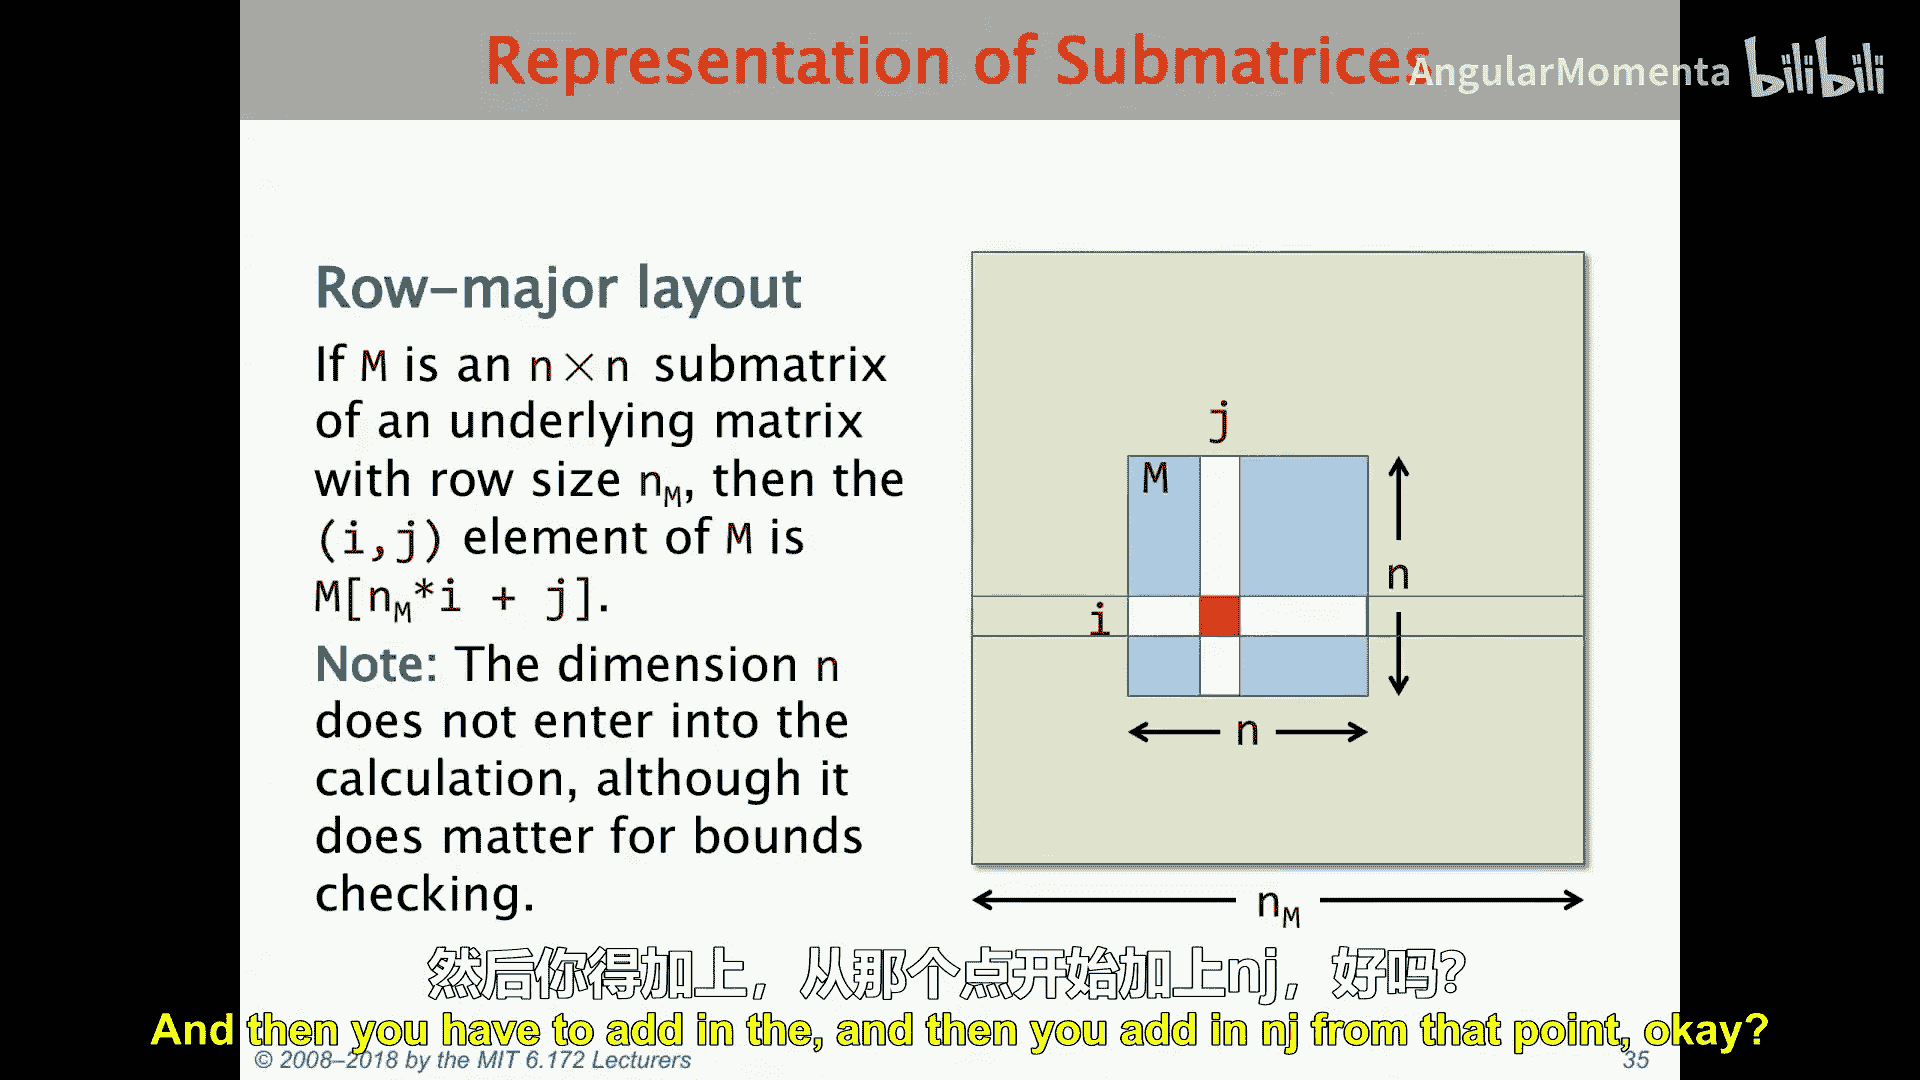 Representation of Submatrices
AngularMomenta bilibili
Row-major layout
If M is an n×n submatrix
of an underlying matrix
with row size nM, then the
(i,j) element of M is
M[nM*i + j].
Note: The dimension n
does not enter into the
calculation, although it
does matter for bounds
checking.
j
M
i
n
n
nM
然后你得加上，从那个点开始加上nj，好吗？
And then you have to add in the, and then you add in nj from that point, okay?
© 2008–2018 by the MIT 6.172 Lecturers
35